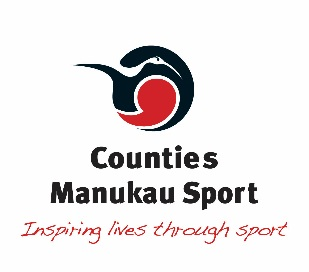 Counties
Manukau Sport
Inspiring lives through sport